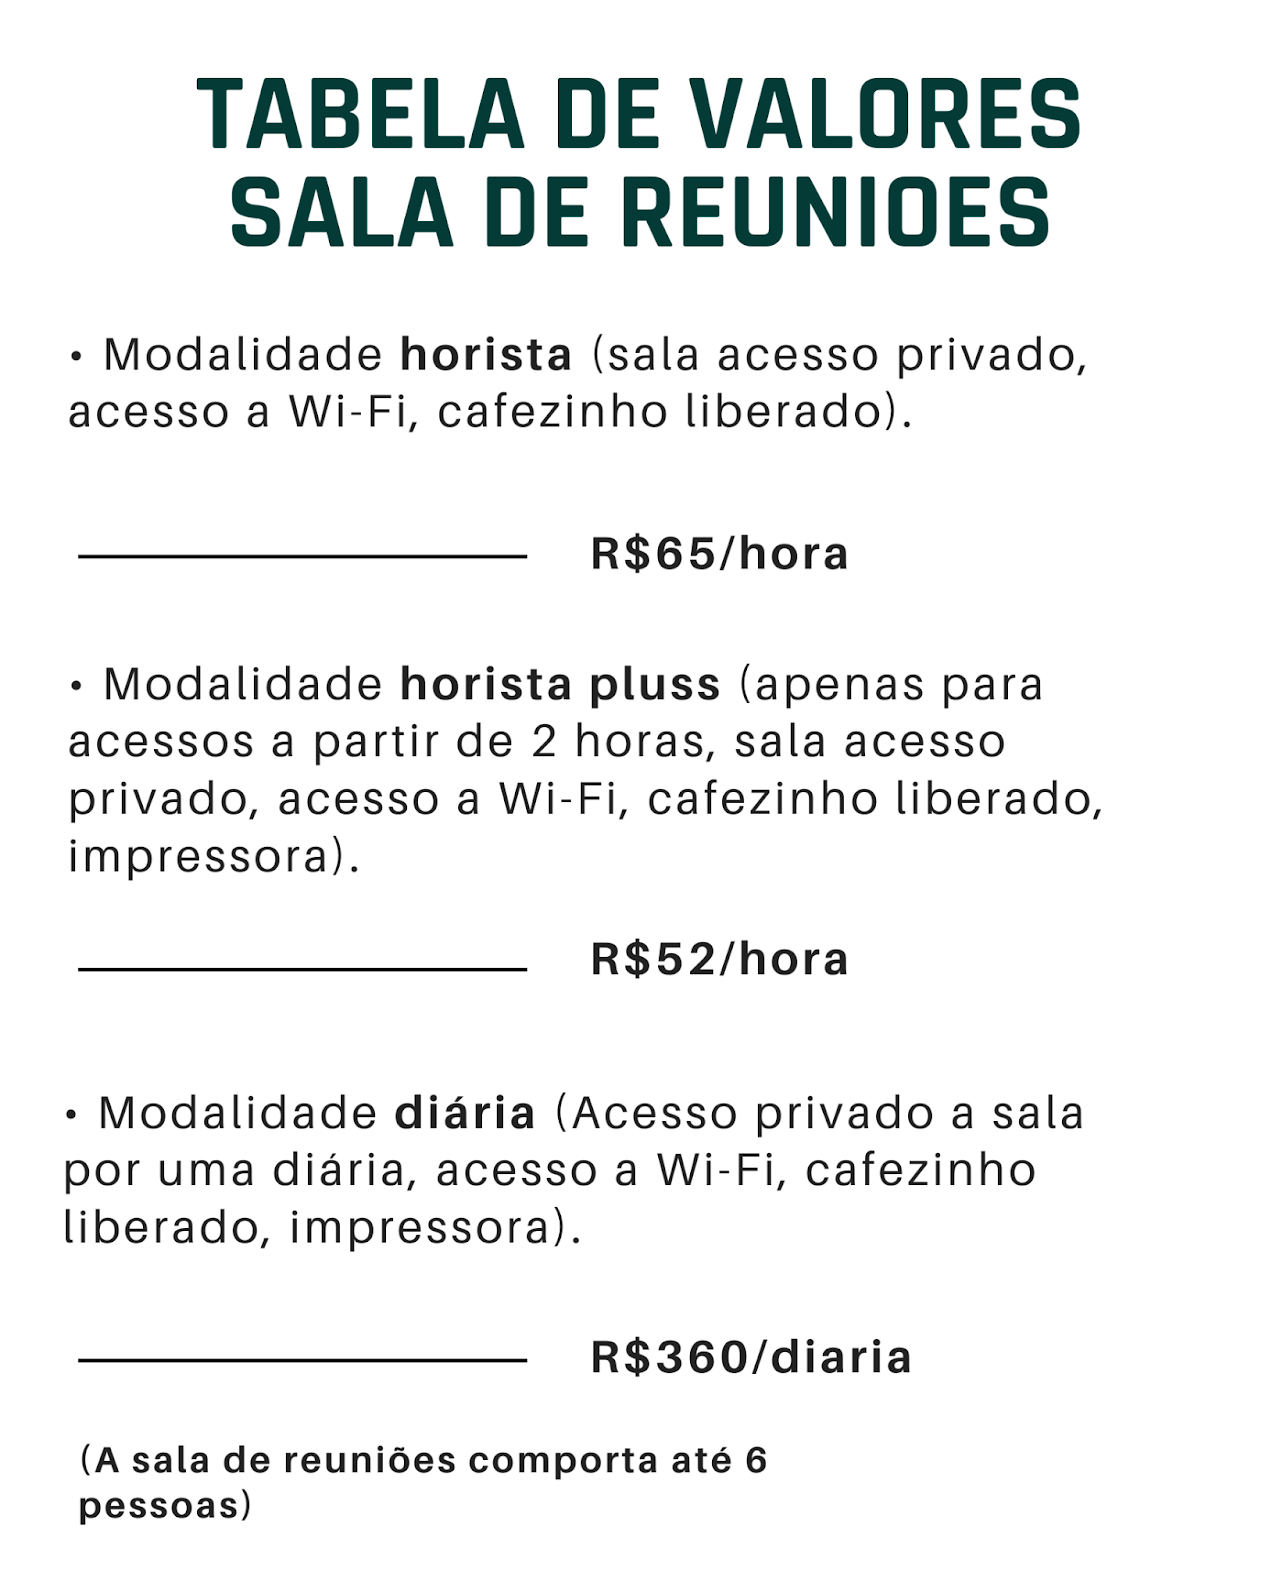 TABELA DE VALORES
SALA DE REUNIOES
• Modalidade horista (sala acesso privado,
acesso a Wi-Fi, cafezinho liberado).
R$65/hora
• Modalidade horista pluss (apenas para
acessos a partir de 2 horas, sala acesso
privado, acesso a Wi-Fi, cafezinho liberado,
impressora).
R$52/hora
• Modalidade diária (Acesso privado a sala
por uma diária, acesso a Wi-Fi, cafezinho
liberado, impressora).
R$360/diaria
(A sala de reuniões comporta até 6
pessoas)